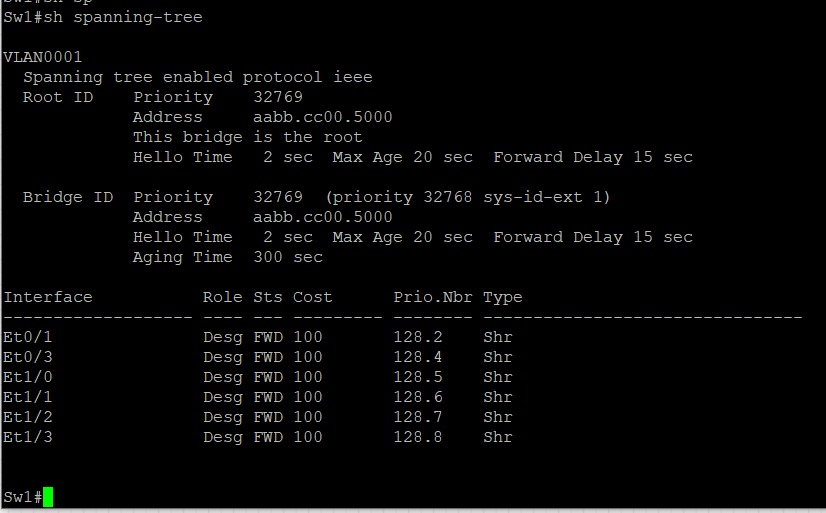 Sw1#sh sp
Sw1#sh spanning-tree
VLAN0001
  Spanning tree enabled protocol ieee
  Root ID    Priority    32769
             Address     aabb.cc00.5000
             This bridge is the root
             Hello Time   2 sec  Max Age 20 sec  Forward Delay 15 sec
  Bridge ID  Priority    32769  (priority 32768 sys-id-ext 1)
             Address     aabb.cc00.5000
             Hello Time   2 sec  Max Age 20 sec  Forward Delay 15 sec
             Aging Time  300 sec
Interface           Role Sts Cost      Prio.Nbr Type
------------------- ---- --- --------- -------- --------------------------------
Et0/1               Desg FWD 100       128.2    Shr
Et0/3               Desg FWD 100       128.4    Shr
Et1/0               Desg FWD 100       128.5    Shr
Et1/1               Desg FWD 100       128.6    Shr
Et1/2               Desg FWD 100       128.7    Shr
Et1/3               Desg FWD 100       128.8    Shr
Sw1#